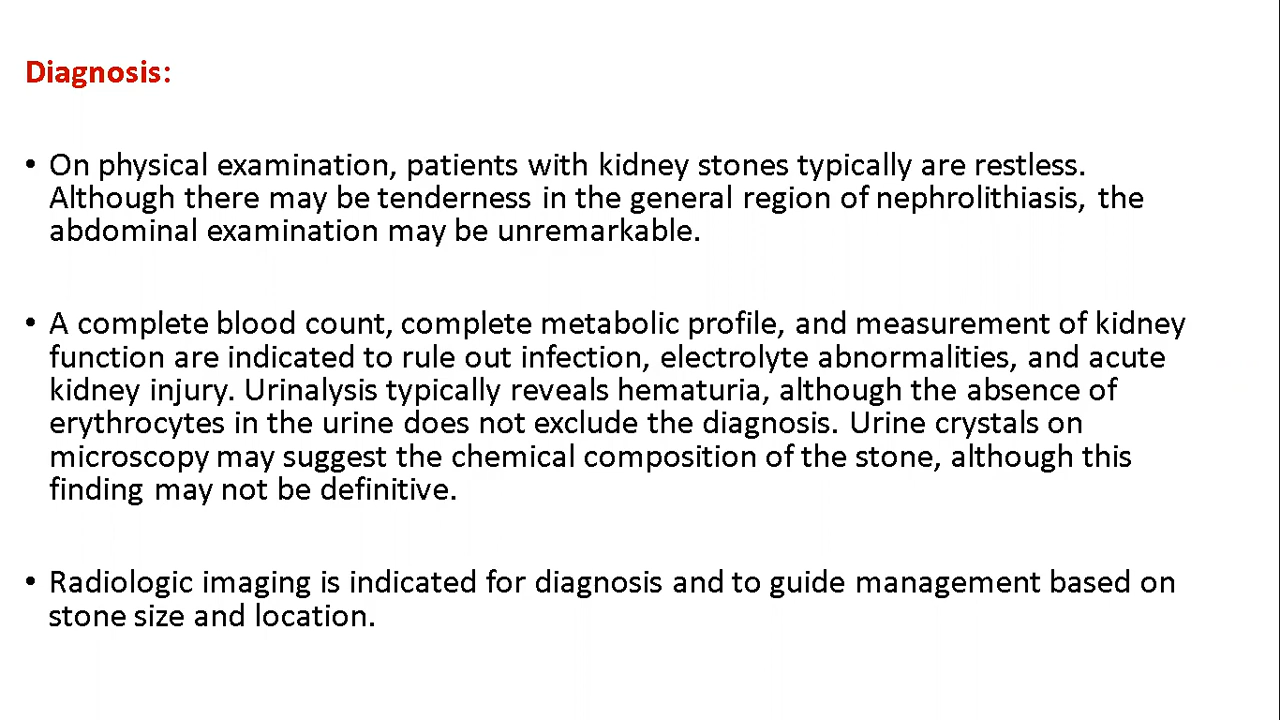 Diagnosis:
• On physical examination, patients with kidney stones typically are restless.
Although there may be tenderness in the general region of nephrolithiasis, the
abdominal examination may be unremarkable.
• A complete blood count, complete metabolic profile, and measurement of kidney
function are indicated to rule out infection, electrolyte abnormalities, and acute
kidney injury. Urinalysis typically reveals hematuria, although the absence of
erythrocytes in the urine does not exclude the diagnosis. Urine crystals on
microscopy may suggest the chemical composition of the stone, although this
finding may not be definitive.
• Radiologic imaging is indicated for diagnosis and to guide management based on
stone size and location.